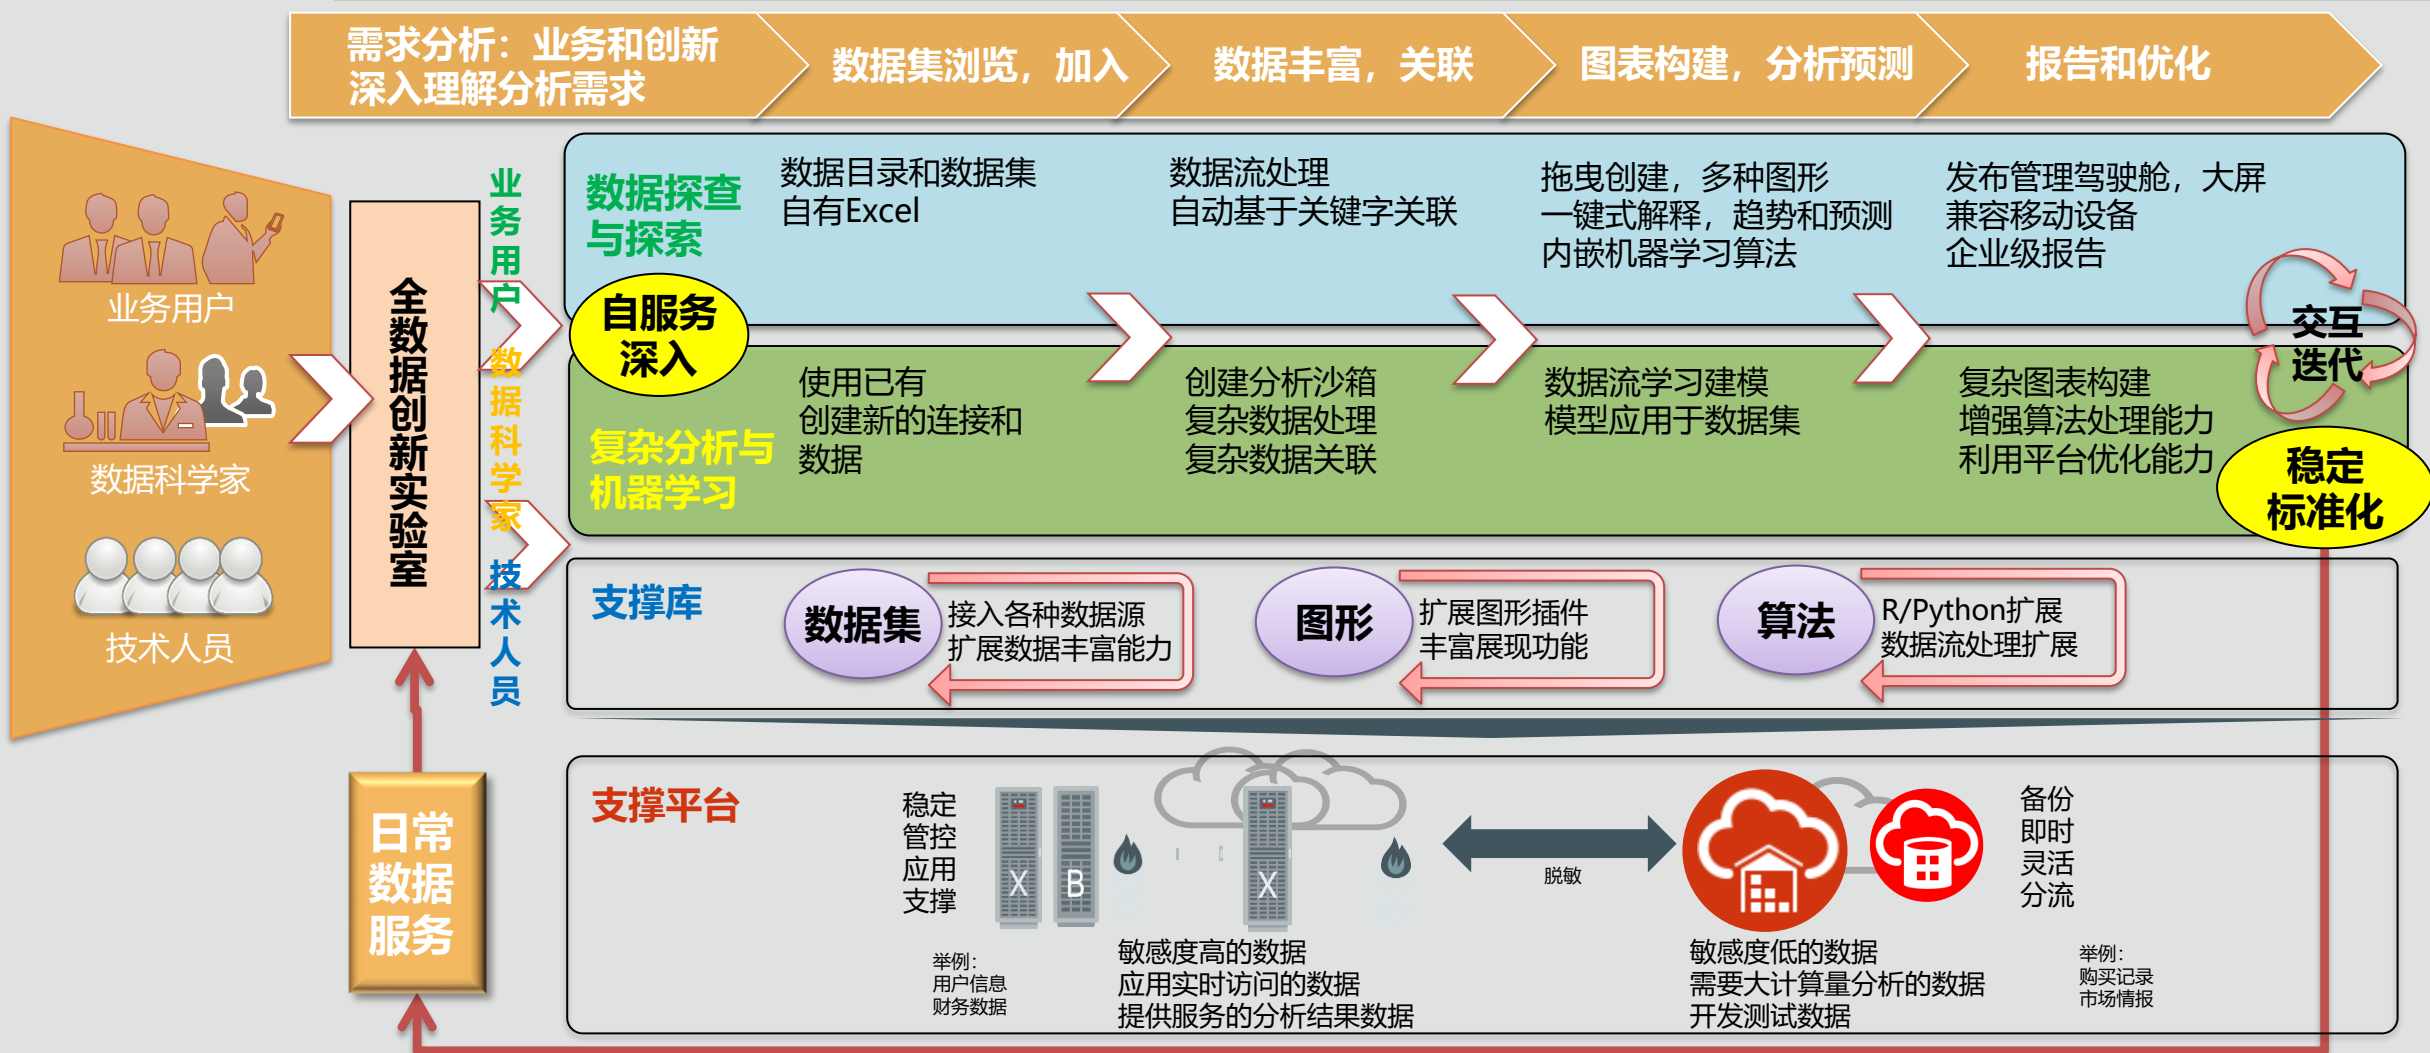 需求分析：业务和创新
深入理解分析需求
数据集浏览，加入
数据丰富，关联
图表构建，分析预测
报告和优化
业务用户
数据科学家
技术人员
全数据创新实验室
业务用户
数据科学家
技术人员
数据探查
与探索
数据目录和数据集
自有Excel
数据流处理
自动基于关键字关联
拖曳创建，多种图形
一键式解释，趋势和预测
内嵌机器学习算法
发布管理驾驶舱，大屏
兼容移动设备
企业级报告
自服务
深入
交互
迭代
复杂分析与
机器学习
使用已有
创建新的连接和
数据
创建分析沙箱
复杂数据处理
复杂数据关联
数据流学习建模
模型应用于数据集
复杂图表构建
增强算法处理能力
利用平台优化能力
稳定
标准化
支撑库
数据集
接入各种数据源
扩展数据丰富能力
图形
扩展图形插件
丰富展现功能
算法
R/Python扩展
数据流处理扩展
日常
数据
服务
支撑平台
稳定
管控
应用
支撑
X
B
X
脱敏
备份
即时
灵活
分流
举例：
用户信息
财务数据
敏感度高的数据
应用实时访问的数据
提供服务的分析结果数据
敏感度低的数据
需要大计算量分析的数据
开发测试数据
举例：
购买记录
市场情报